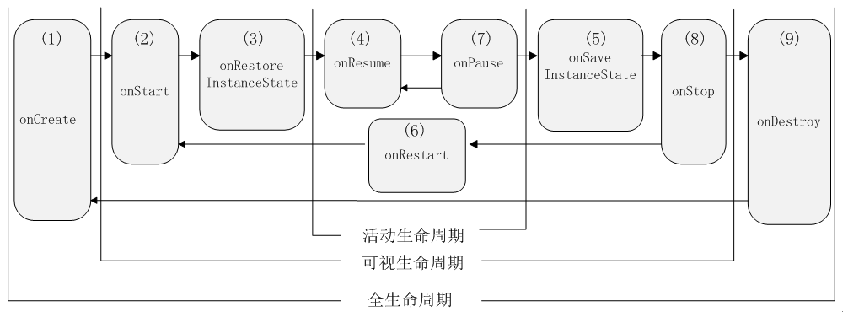 (1)
onCreate
(2)
onStart
(3)
onRestore
InstanceState
(4)
onResume
(7)
onPause
(5)
onSave
InstanceState
(8)
onStop
(9)
onDestroy
(6)
onRestart
活动生命周期
可视生命周期
全生命周期